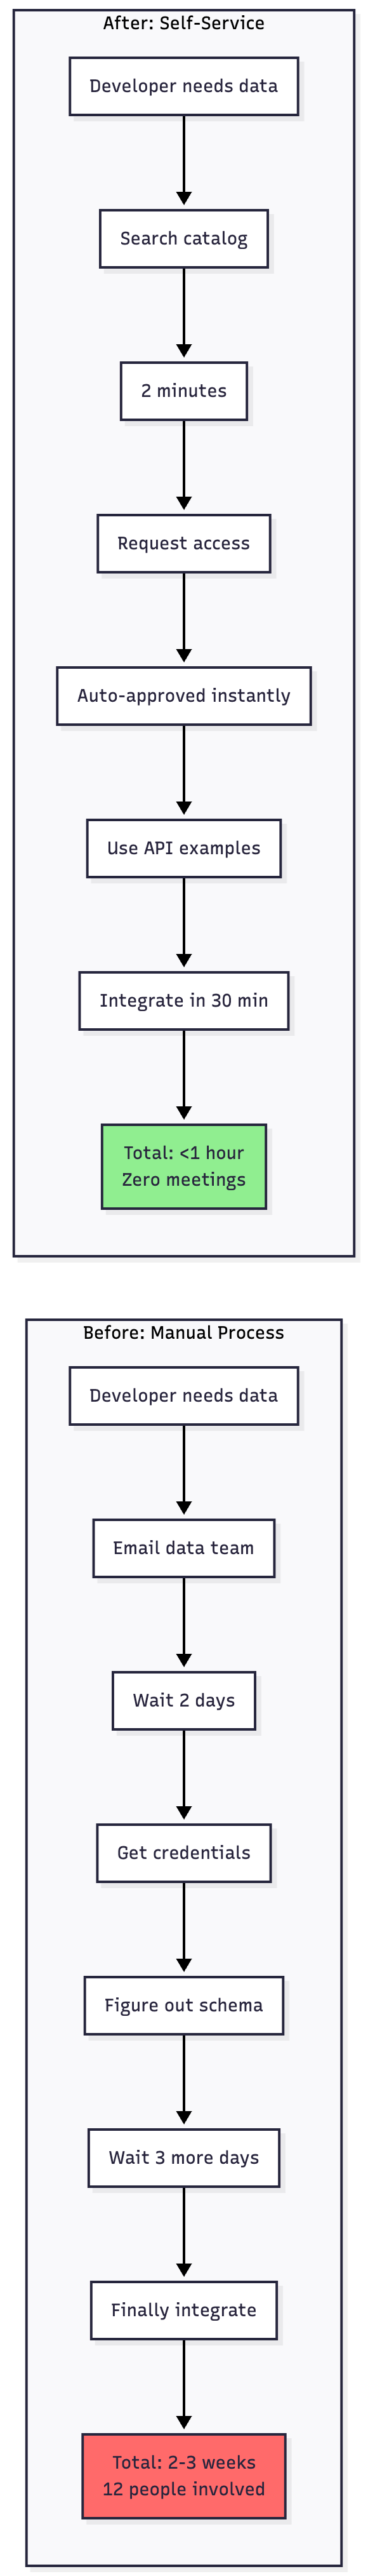 After: Self-Service
Developer needs data
Search catalog
2 minutes
Request access
Auto-approved instantly
Use API examples
Integrate in 30 min
Total: <1 hour
Zero meetings
Before: Manual Process
Developer needs data
Email data team
Wait 2 days
Get credentials
Figure out schema
Wait 3 more days
Finally integrate
Total: 2-3 weeks
12 people involved